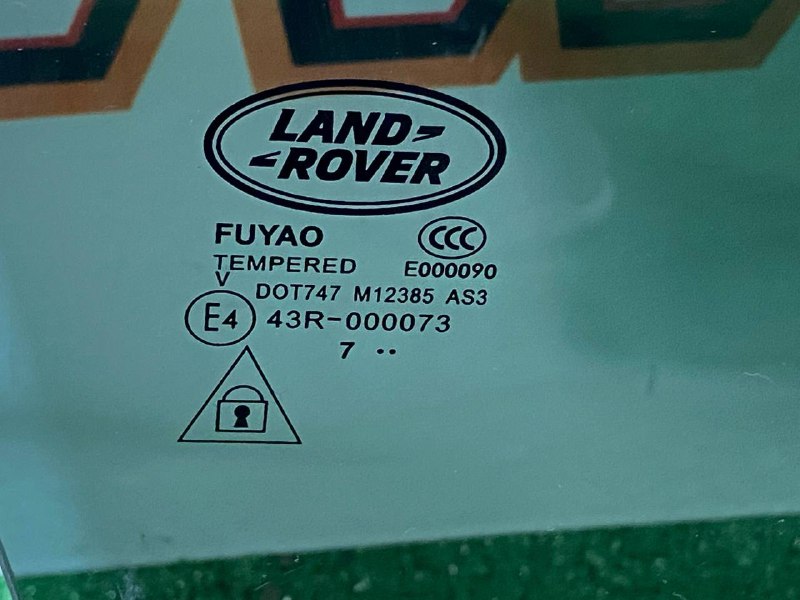 LAND
ROVER
FUYAO
CCC
TEMPERED
E000090
V
DOT747 M12385 AS3
E4
43R-000073
7 ··